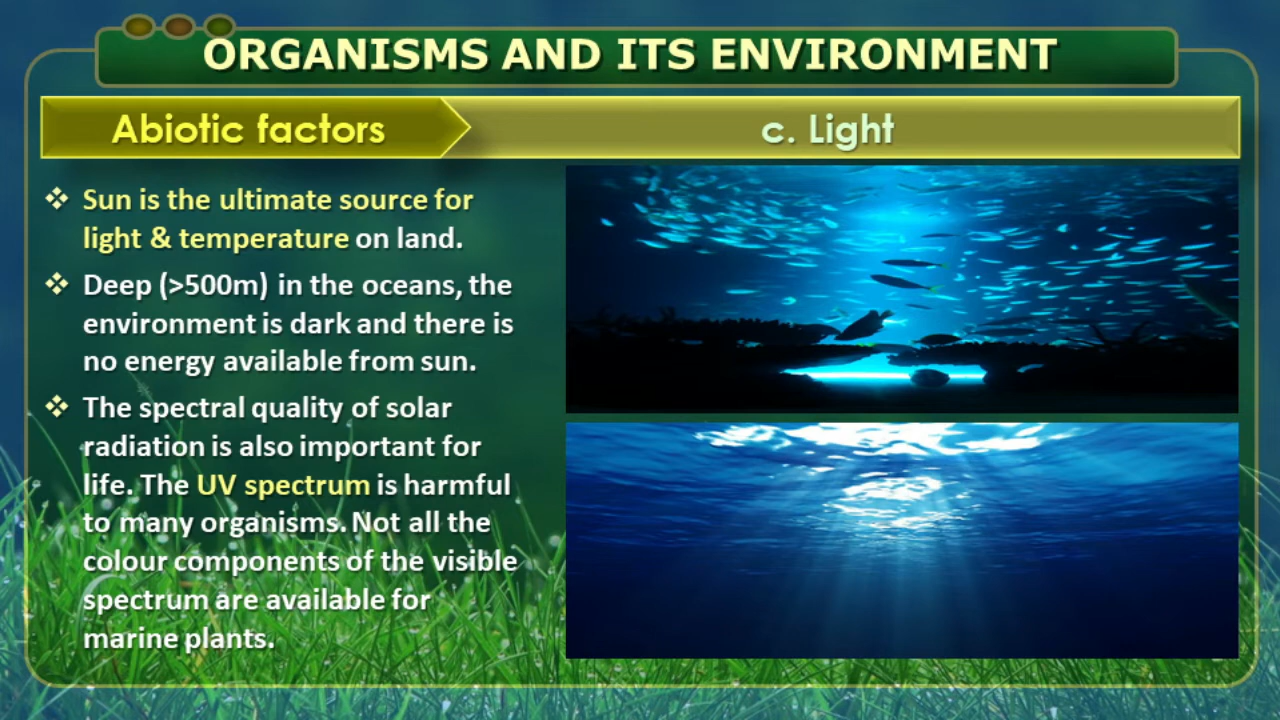 ORGANISMS AND ITS ENVIRONMENT
Abiotic factors
c. Light
❖ Sun is the ultimate source for
light & temperature on land.
❖ Deep (>500m) in the oceans, the
environment is dark and there is
no energy available from sun.
❖ The spectral quality of solar
radiation is also important for
life. The UV spectrum is harmful
to many organisms. Not all the
colour components of the visible
spectrum are available for
marine plants.